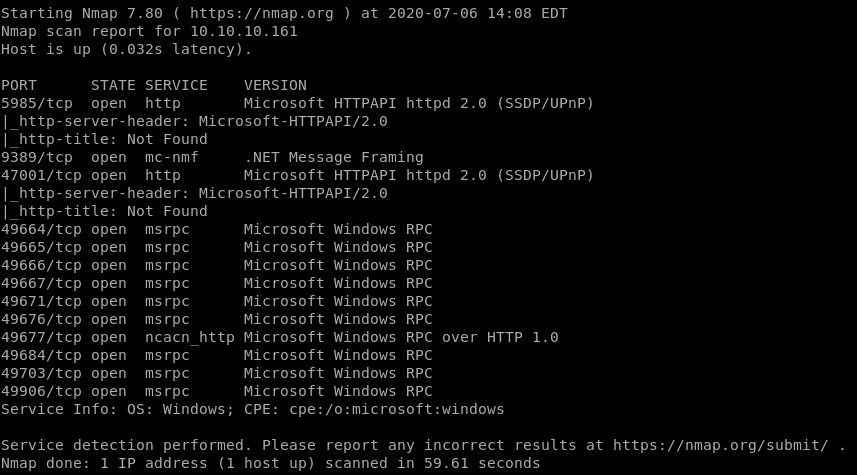 Starting Nmap 7.80 ( https://nmap.org ) at 2020-07-06 14:08 EDT
Nmap scan report for 10.10.10.161
Host is up (0.032s latency).

PORT      STATE SERVICE    VERSION
5985/tcp  open  http       Microsoft HTTPAPI httpd 2.0 (SSDP/UPnP)
|_http-server-header: Microsoft-HTTPAPI/2.0
|_http-title: Not Found
9389/tcp  open  mc-nmf     .NET Message Framing
47001/tcp open  http       Microsoft HTTPAPI httpd 2.0 (SSDP/UPnP)
|_http-server-header: Microsoft-HTTPAPI/2.0
|_http-title: Not Found
49664/tcp open  msrpc      Microsoft Windows RPC
49665/tcp open  msrpc      Microsoft Windows RPC
49666/tcp open  msrpc      Microsoft Windows RPC
49667/tcp open  msrpc      Microsoft Windows RPC
49671/tcp open  msrpc      Microsoft Windows RPC
49676/tcp open  msrpc      Microsoft Windows RPC
49677/tcp open  ncacn_http Microsoft Windows RPC over HTTP 1.0
49684/tcp open  msrpc      Microsoft Windows RPC
49703/tcp open  msrpc      Microsoft Windows RPC
49906/tcp open  msrpc      Microsoft Windows RPC
Service Info: OS: Windows; CPE: cpe:/o:microsoft:windows

Service detection performed. Please report any incorrect results at https://nmap.org/submit/ .
Nmap done: 1 IP address (1 host up) scanned in 59.61 seconds